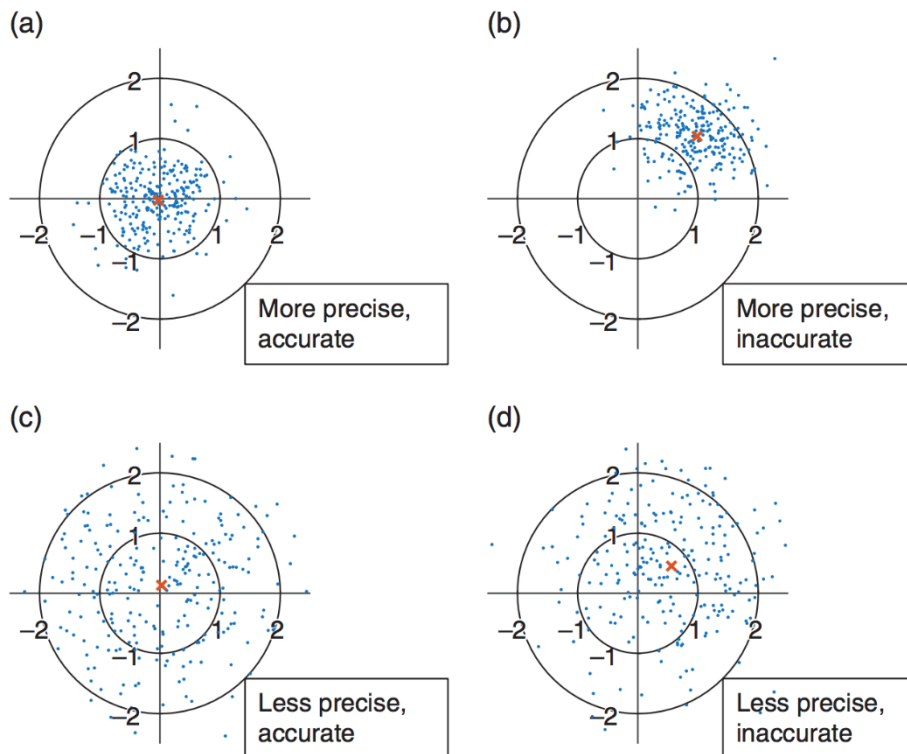 (a)
2
1
–2
–1
1
2
–1
–2
More precise,
accurate
(b)
2
1
–2
–1
1
2
–1
–2
More precise,
inaccurate
(c)
2
1
–2
–1
1
2
–1
–2
Less precise,
accurate
(d)
2
1
–2
–1
1
2
–1
–2
Less precise,
inaccurate